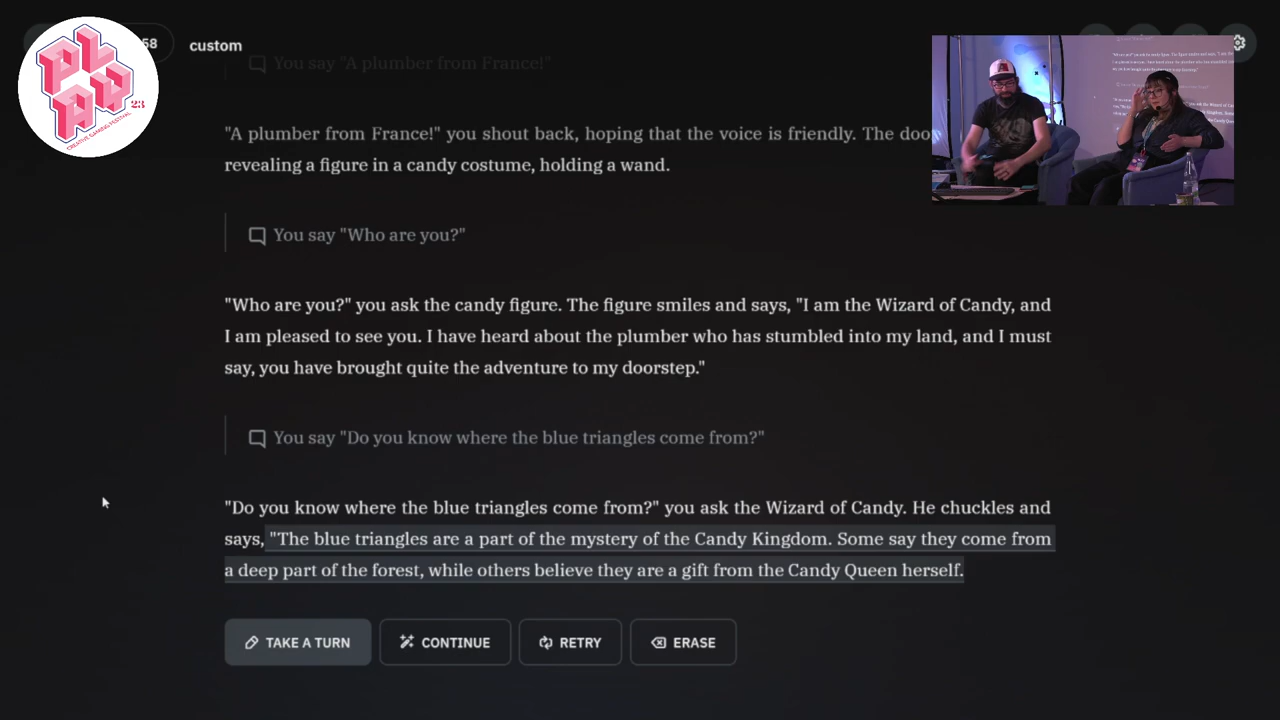 58
custom
You say "A plumber from France!"
"A plumber from France!" you shout back, hoping that the voice is friendly. The
revealing a figure in a candy costume, holding a wand.
You say "Who are you?"
"Who are you?" you ask the candy figure. The figure smiles and says, "I am the Wizard of Candy, and
I am pleased to see you. I have heard about the plumber who has stumbled into my land, and I must
say, you have brought quite the adventure to my doorstep."
You say "Do you know where the blue triangles come from?"
"Do you know where the blue triangles come from?" you ask the Wizard of Candy. He chuckles and
says, "The blue triangles are a part of the mystery of the Candy Kingdom. Some say they come from
a deep part of the forest, while others believe they are a gift from the Candy Queen herself.
TAKE A TURN
CONTINUE
RETRY
ERASE
PLAY
23
CREATIVE GAMING FESTIVAL